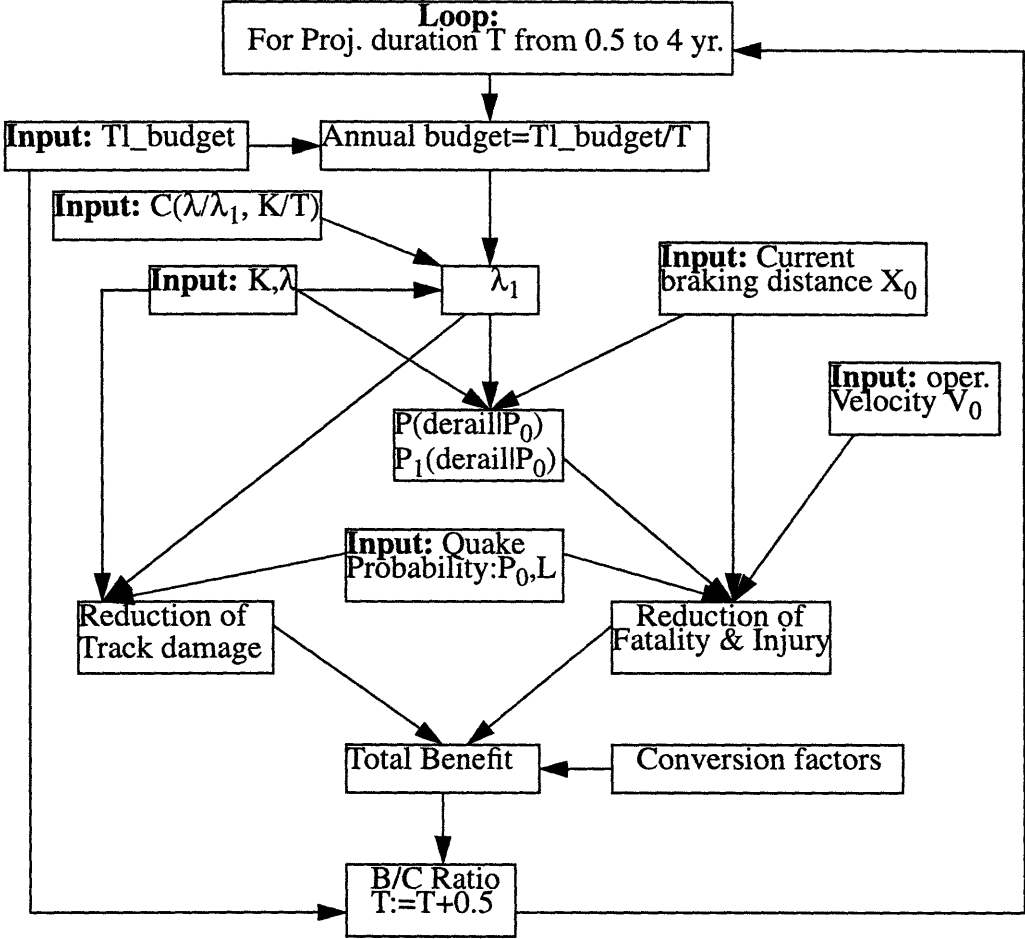 Loop:
For Proj. duration T from 0.5 to 4 yr.
Input: Tl_budget
Annual budget=Tl_budget/T
Input: C(λ/λ₁, K/T)
Input: K,λ
λ₁
Input: Current
braking distance X₀
Input: oper.
Velocity V₀
P(derail|P₀)
P₁(derail|P₀)
Input: Quake
Probability:P₀,L
Reduction of
Track damage
Reduction of
Fatality & Injury
Total Benefit
Conversion factors
B/C Ratio
T:=T+0.5